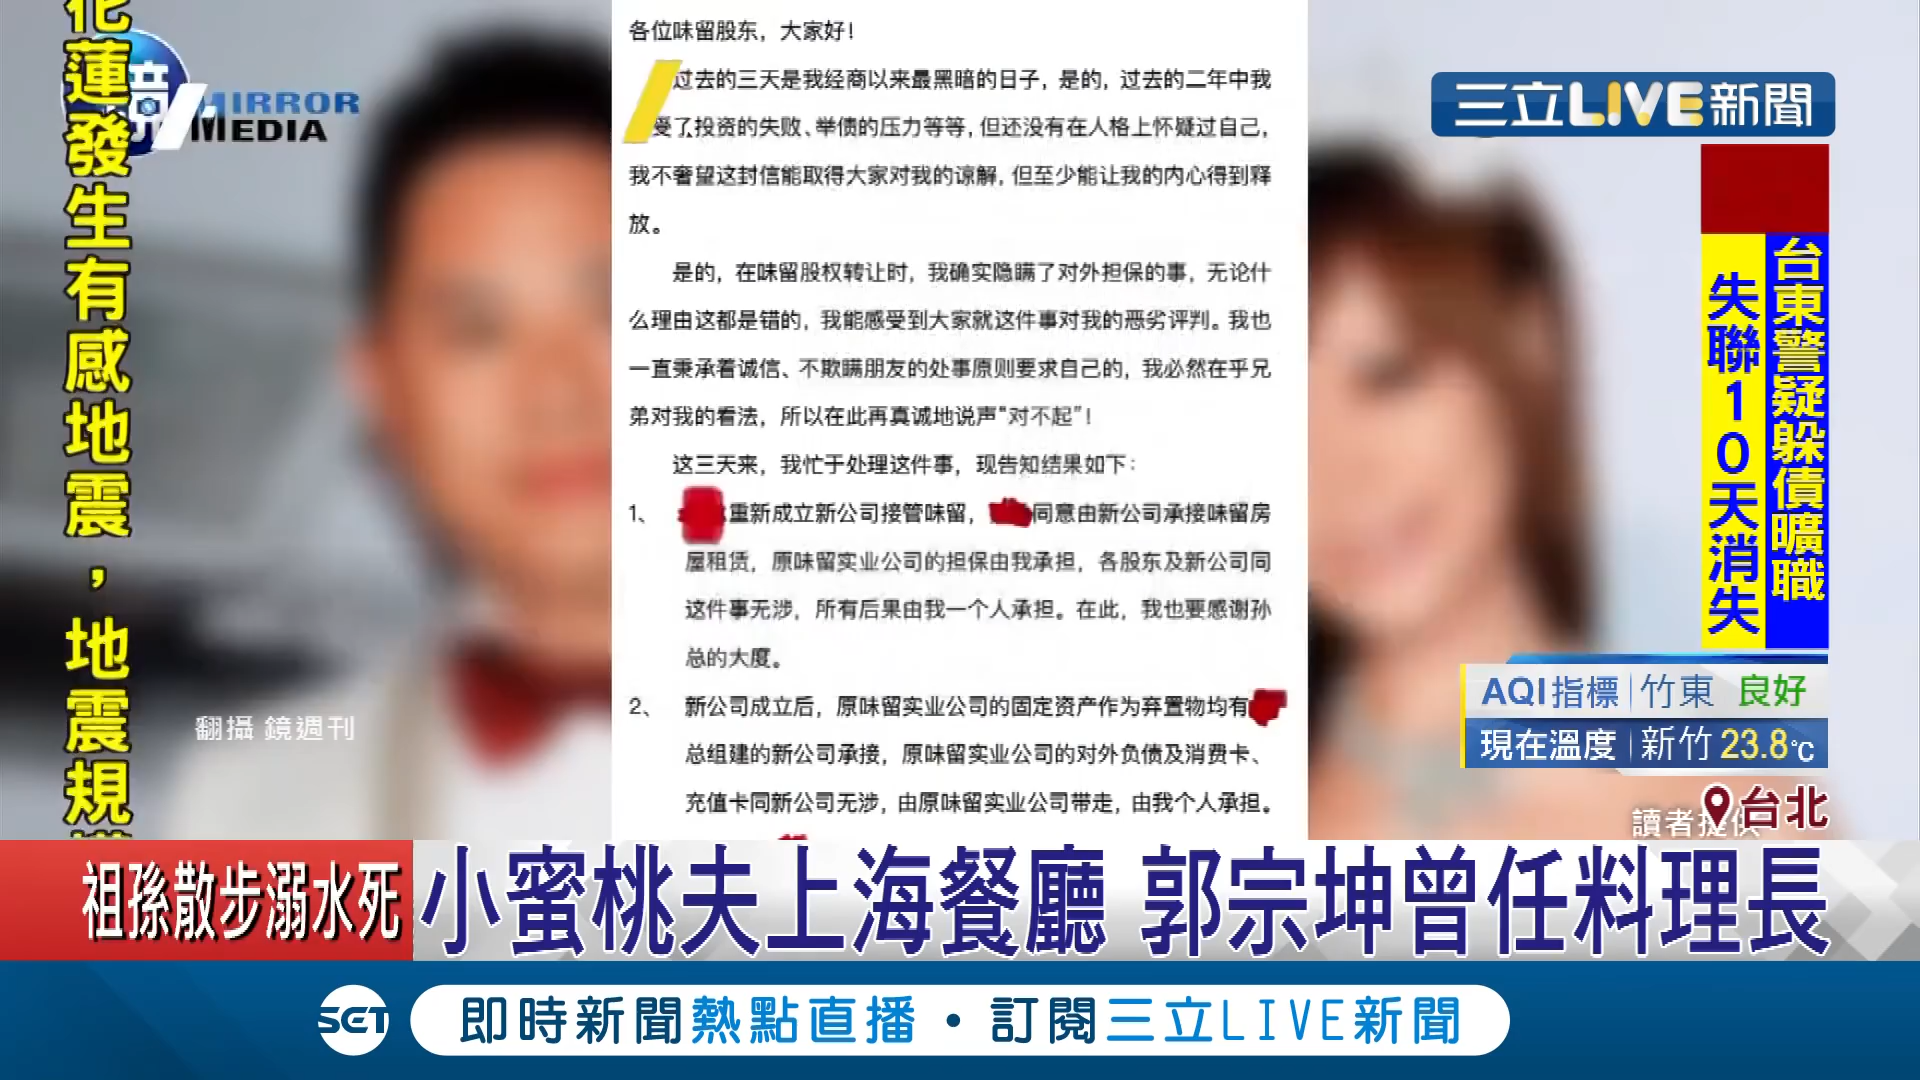 花蓮發生有感地震，地震規
鏡
MIRROR
MEDIA
各位味留股东，大家好！
过去的三天是我经商以来最黑暗的日子，是的，过去的二年中我
受了投资的失败、举债的压力等等，但还没有在人格上怀疑过自己，
我不奢望这封信能取得大家对我的谅解，但至少能让我的内心得到释
放。
是的，在味留股权转让时，我确实隐瞒了对外担保的事，无论什
么理由这都是错的，我能感受到大家就这件事对我的恶劣评判。我也
一直秉承着诚信、不欺瞒朋友的处事原则要求自己的，我必然在乎兄
弟对我的看法，所以在此再真诚地说声“对不起”！
这三天来，我忙于处理这件事，现告知结果如下：
1、 重新成立新公司接管味留， 同意由新公司承接味留房
屋租赁，原味留实业公司的担保由我承担，各股东及新公司同
这件事无涉，所有后果由我一个人承担。在此，我也要感谢孙
总的大度。
2、 新公司成立后，原味留实业公司的固定资产作为弃置物均有
总组建的新公司承接，原味留实业公司的对外负债及消费卡、
充值卡同新公司无涉，由原味留实业公司带走，由我个人承担。
翻攝 鏡週刊
三立LIVE新聞
台東警疑躲債曠職
失聯10天消失
AQI指標 竹東 良好
現在溫度 新竹 23.8°C
台北
讀者提供
祖孫散步溺水死
小蜜桃夫上海餐廳 郭宗坤曾任料理長
SET
即時新聞熱點直播・訂閱三立LIVE新聞